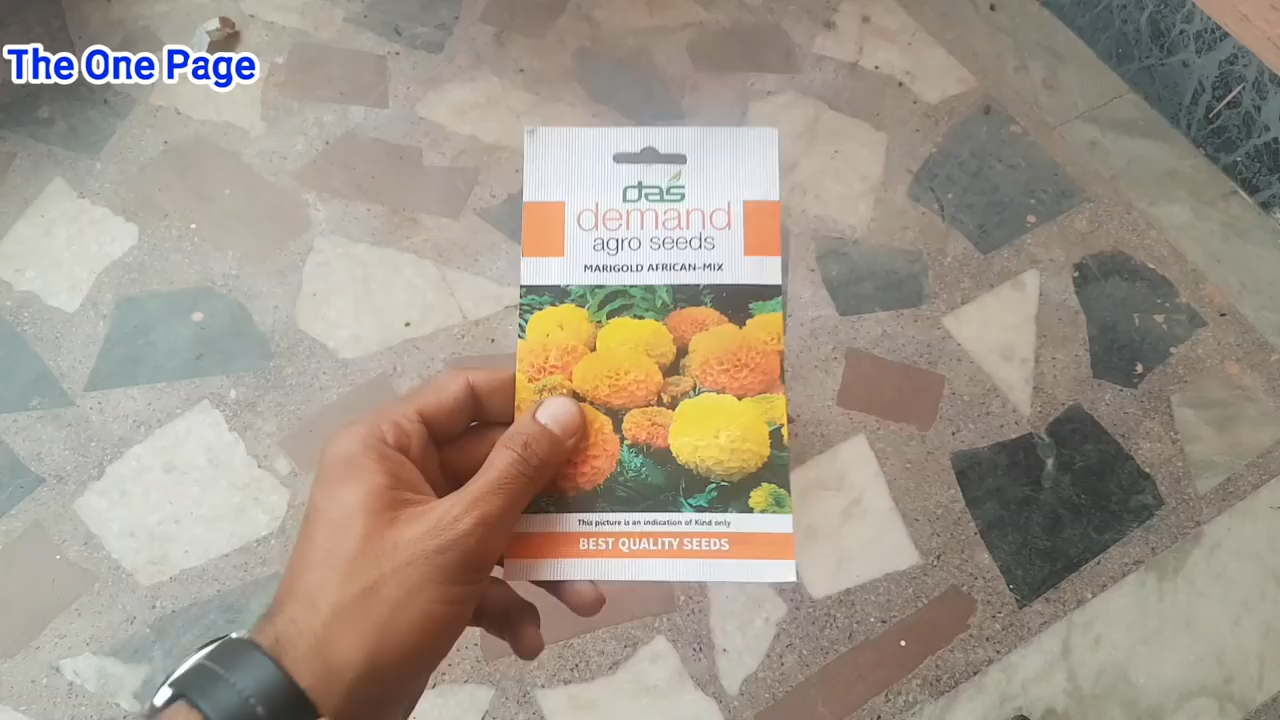 The One Page
das
demand
agro seeds
MARIGOLD AFRICAN-MIX
This picture is an indication of Kind only
BEST QUALITY SEEDS